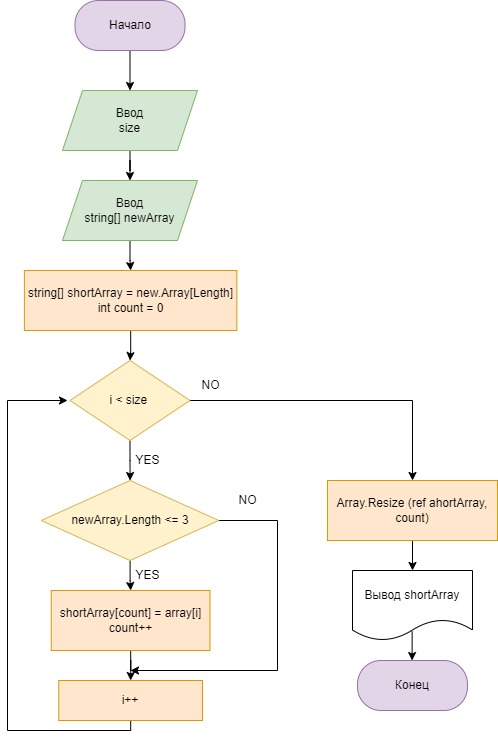 Начало
Ввод
size
Ввод
string[] newArray
string[] shortArray = new.Array[Length]
int count = 0
i < size
NO
YES
newArray.Length <= 3
NO
YES
shortArray[count] = array[i]
count++
i++
Array.Resize (ref ahortArray,
count)
Вывод shortArray
Конец